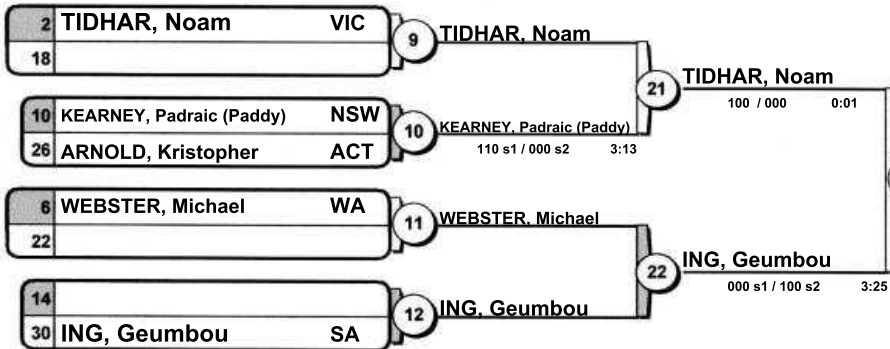 2 TIDHAR, Noam VIC
18
9 TIDHAR, Noam
10 KEARNEY, Padraic (Paddy) NSW
26 ARNOLD, Kristopher ACT
10 KEARNEY, Padraic (Paddy)
110 s1 / 000 s2 3:13
21 TIDHAR, Noam
100 / 000 0:01
6 WEBSTER, Michael WA
22
11 WEBSTER, Michael
14
30 ING, Geumbou SA
12 ING, Geumbou
22 ING, Geumbou
000 s1 / 100 s2 3:25